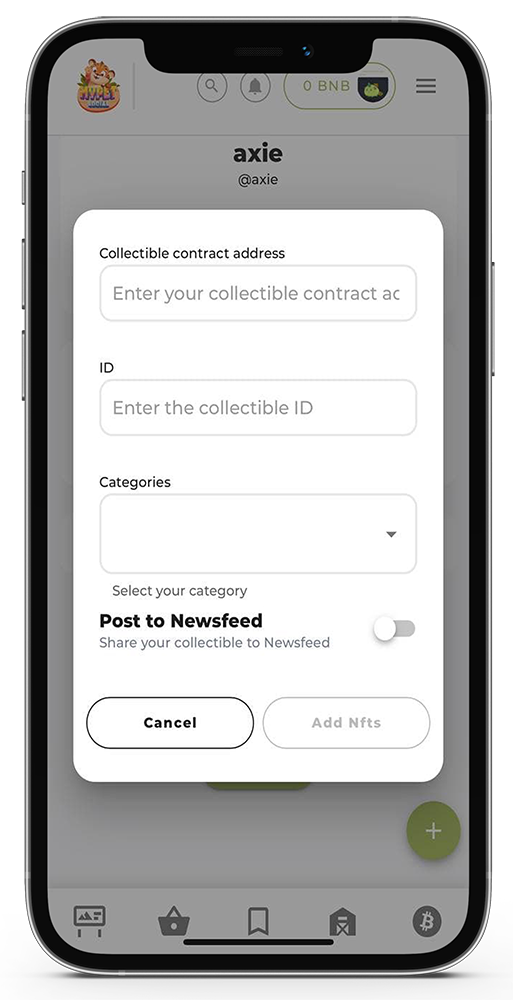 0 BNB
axie
@axie
Collectible contract address
Enter your collectible contract ac
ID
Enter the collectible ID
Categories
Select your category
Post to Newsfeed
Share your collectible to Newsfeed
Cancel
Add Nfts